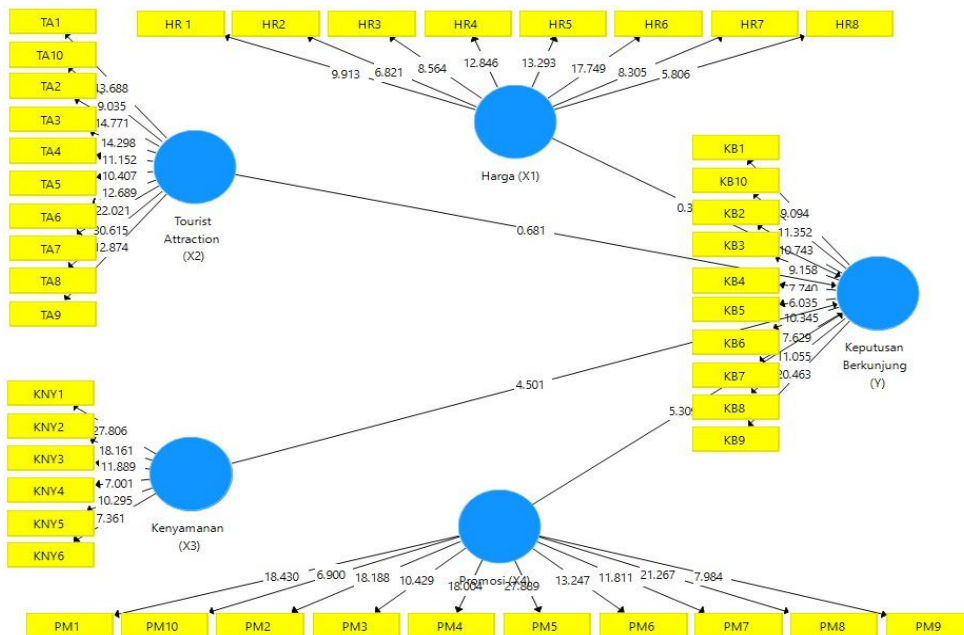 TA1
TA10
TA2
TA3
TA4
TA5
TA6
TA7
TA8
TA9
9.035
14.771
14.298
11.152
10.407
12.689
22.021
30.615
12.874
Tourist
Attraction
(X2)
HR 1
HR2
HR3
HR4
HR5
HR6
HR7
HR8
9.913
6.821
8.564
12.846
13.293
17.749
8.305
5.806
Harga (X1)
0.681
4.501
KB1
KB10
KB2
KB3
KB4
KB5
KB6
KB7
KB8
KB9
9.094
11.352
10.743
9.158
7.740
6.035
10.345
7.629
11.055
20.463
Keputusan
Berkunjung
(Y)
KNY1
KNY2
KNY3
KNY4
KNY5
KNY6
27.806
18.161
11.889
7.001
10.295
7.361
Kenyamanan
(X3)
Promosi (X4)
18.430
6.900
18.188
10.429
18.004
27.889
13.247
11.811
21.267
7.984
PM1
PM10
PM2
PM3
PM4
PM5
PM6
PM7
PM8
PM9